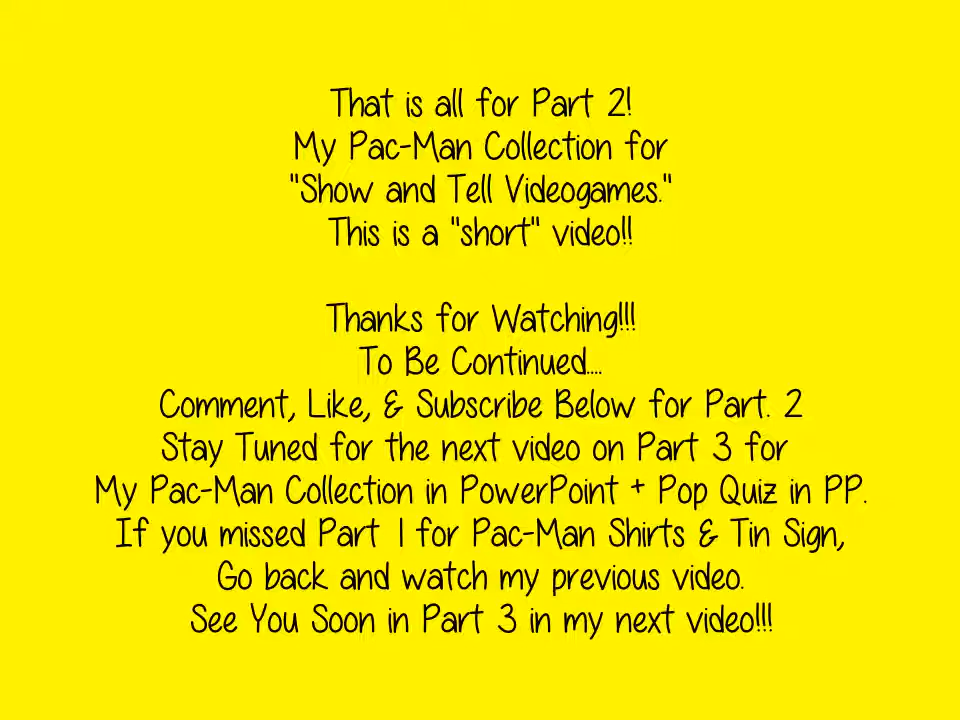 That is all for Part 2!
My Pac-Man Collection for
"Show and Tell Videogames."
This is a "short" video!!
Thanks for Watching!!!
To Be Continued....
Comment, Like, & Subscribe Below for Part. 2
Stay Tuned for the next video on Part 3 for
My Pac-Man Collection in PowerPoint + Pop Quiz in PP.
If you missed Part 1 for Pac-Man Shirts & Tin Sign,
Go back and watch my previous video.
See You Soon in Part 3 in my next video!!!